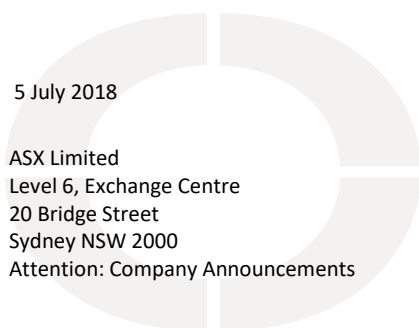 5 July 2018
ASX Limited
Level 6, Exchange Centre
20 Bridge Street
Sydney NSW 2000
Attention: Company Announcements